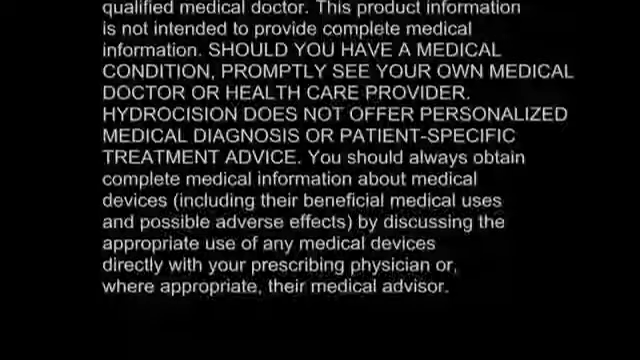 qualified medical doctor. This product information
is not intended to provide complete medical
information. SHOULD YOU HAVE A MEDICAL
CONDITION, PROMPTLY SEE YOUR OWN MEDICAL
DOCTOR OR HEALTH CARE PROVIDER.
HYDROCISION DOES NOT OFFER PERSONALIZED
MEDICAL DIAGNOSIS OR PATIENT-SPECIFIC
TREATMENT ADVICE. You should always obtain
complete medical information about medical
devices (including their beneficial medical uses
and possible adverse effects) by discussing the
appropriate use of any medical devices
directly with your prescribing physician or,
where appropriate, their medical advisor.